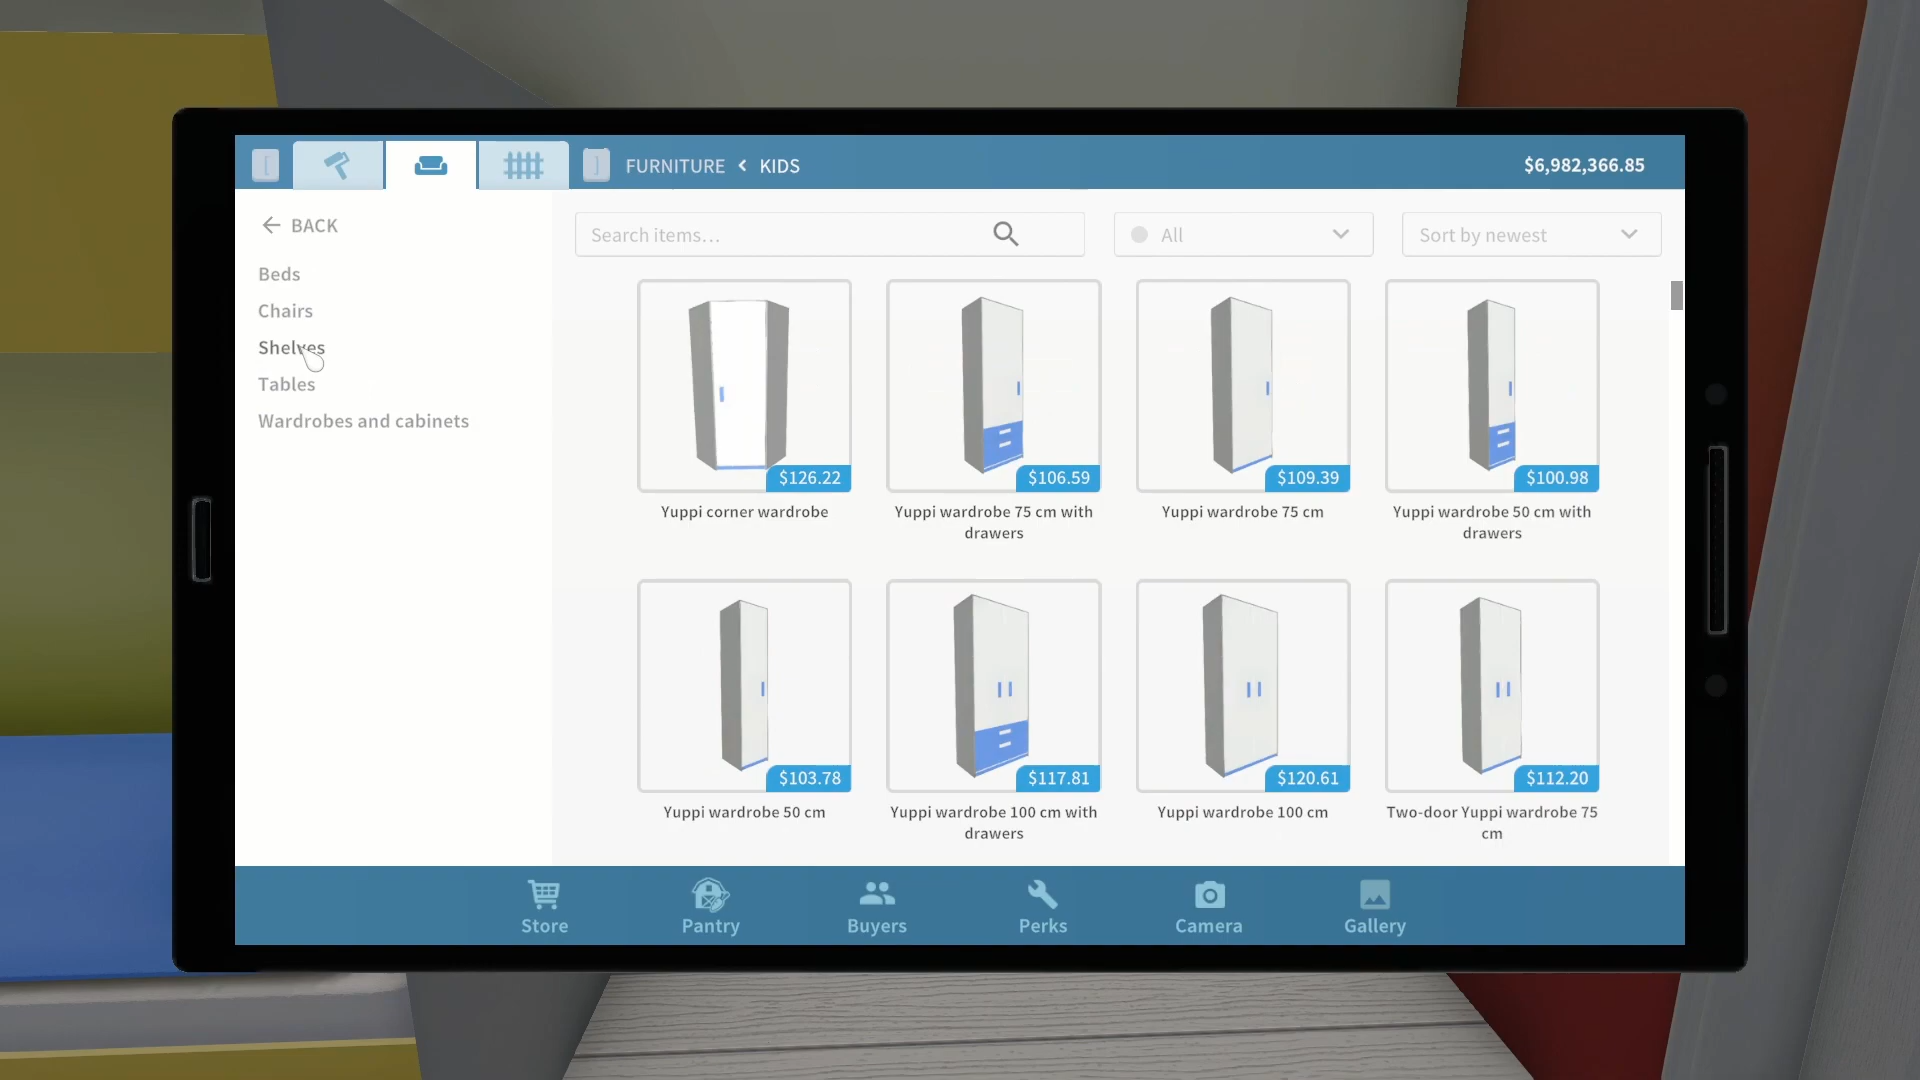 [
]
FURNITURE < KIDS
$6,982,366.85
BACK
Beds
Chairs
Shelves
Tables
Wardrobes and cabinets
Search items...
All
Sort by newest
$126.22
$106.59
$109.39
$100.98
Yuppi corner wardrobe
Yuppi wardrobe 75 cm with
drawers
Yuppi wardrobe 75 cm
Yuppi wardrobe 50 cm with
drawers
$103.78
$117.81
$120.61
$112.20
Yuppi wardrobe 50 cm
Yuppi wardrobe 100 cm with
drawers
Yuppi wardrobe 100 cm
Two-door Yuppi wardrobe 75
cm
Store
Pantry
Buyers
Perks
Camera
Gallery